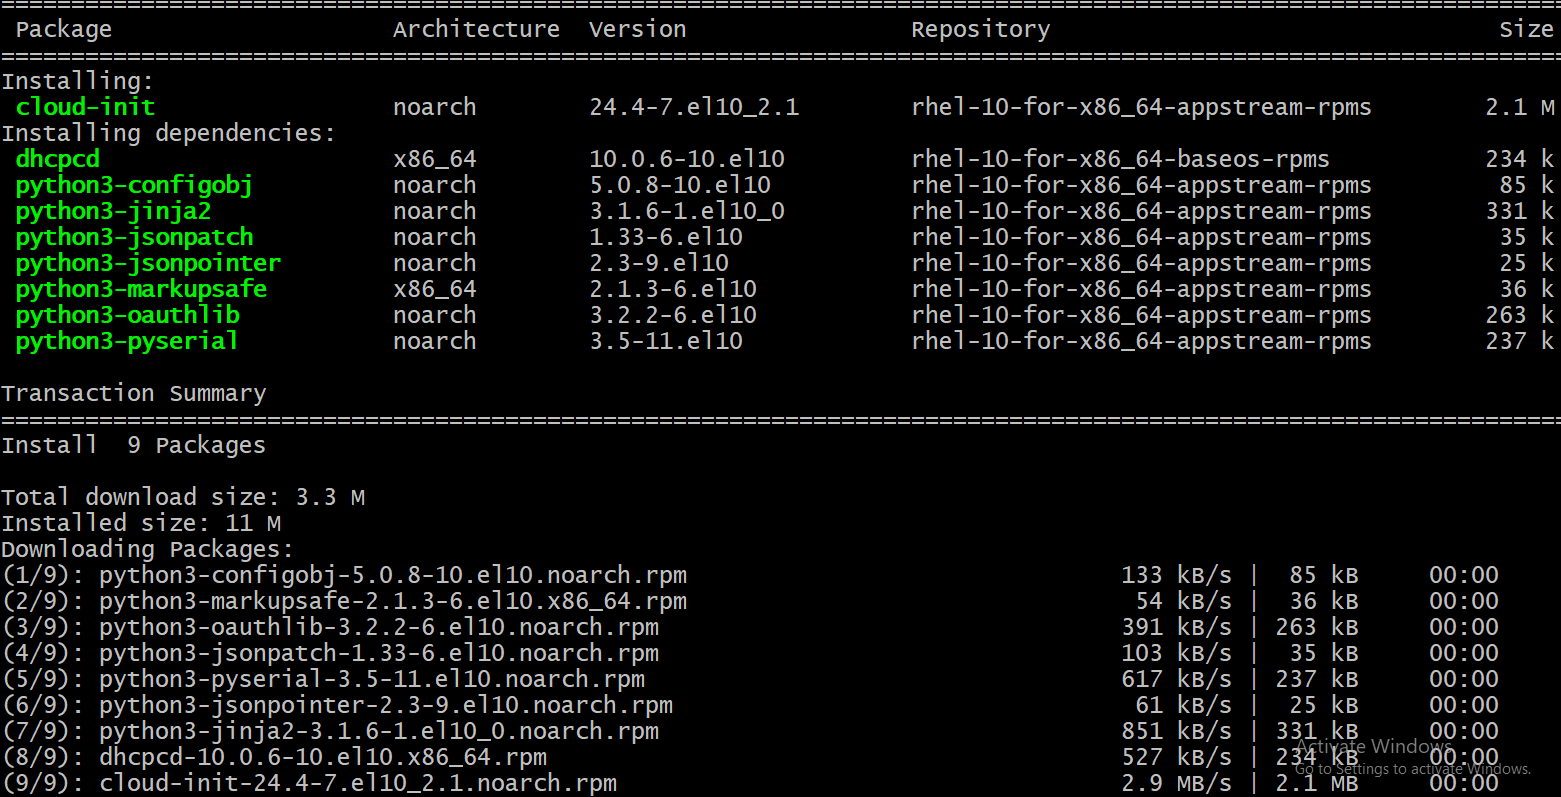 ================================================================================================================
 Package                    Architecture  Version                Repository                                Size
================================================================================================================
Installing:
 cloud-init                 noarch        24.4-7.el10_2.1        rhel-10-for-x86_64-appstream-rpms        2.1 M
Installing dependencies:
 dhcpcd                     x86_64        10.0.6-10.el10         rhel-10-for-x86_64-baseos-rpms           234 k
 python3-configobj          noarch        5.0.8-10.el10          rhel-10-for-x86_64-appstream-rpms         85 k
 python3-jinja2             noarch        3.1.6-1.el10_0         rhel-10-for-x86_64-appstream-rpms        331 k
 python3-jsonpatch          noarch        1.33-6.el10            rhel-10-for-x86_64-appstream-rpms         35 k
 python3-jsonpointer        noarch        2.3-9.el10             rhel-10-for-x86_64-appstream-rpms         25 k
 python3-markupsafe         x86_64        2.1.3-6.el10           rhel-10-for-x86_64-appstream-rpms         36 k
 python3-oauthlib           noarch        3.2.2-6.el10           rhel-10-for-x86_64-appstream-rpms        263 k
 python3-pyserial           noarch        3.5-11.el10            rhel-10-for-x86_64-appstream-rpms        237 k

Transaction Summary
================================================================================================================
Install  9 Packages

Total download size: 3.3 M
Installed size: 11 M
Downloading Packages:
(1/9): python3-configobj-5.0.8-10.el10.noarch.rpm                               133 kB/s |  85 kB     00:00
(2/9): python3-markupsafe-2.1.3-6.el10.x86_64.rpm                                54 kB/s |  36 kB     00:00
(3/9): python3-oauthlib-3.2.2-6.el10.noarch.rpm                                 391 kB/s | 263 kB     00:00
(4/9): python3-jsonpatch-1.33-6.el10.noarch.rpm                                 103 kB/s |  35 kB     00:00
(5/9): python3-pyserial-3.5-11.el10.noarch.rpm                                  617 kB/s | 237 kB     00:00
(6/9): python3-jsonpointer-2.3-9.el10.noarch.rpm                                 61 kB/s |  25 kB     00:00
(7/9): python3-jinja2-3.1.6-1.el10_0.noarch.rpm                                 851 kB/s | 331 kB     00:00
(8/9): dhcpcd-10.0.6-10.el10.x86_64.rpm                                         527 kB/s | 234 kB     00:00
(9/9): cloud-init-24.4-7.el10_2.1.noarch.rpm                                    2.9 MB/s | 2.1 MB     00:00
Activate Windows
Go to Settings to activate Windows.